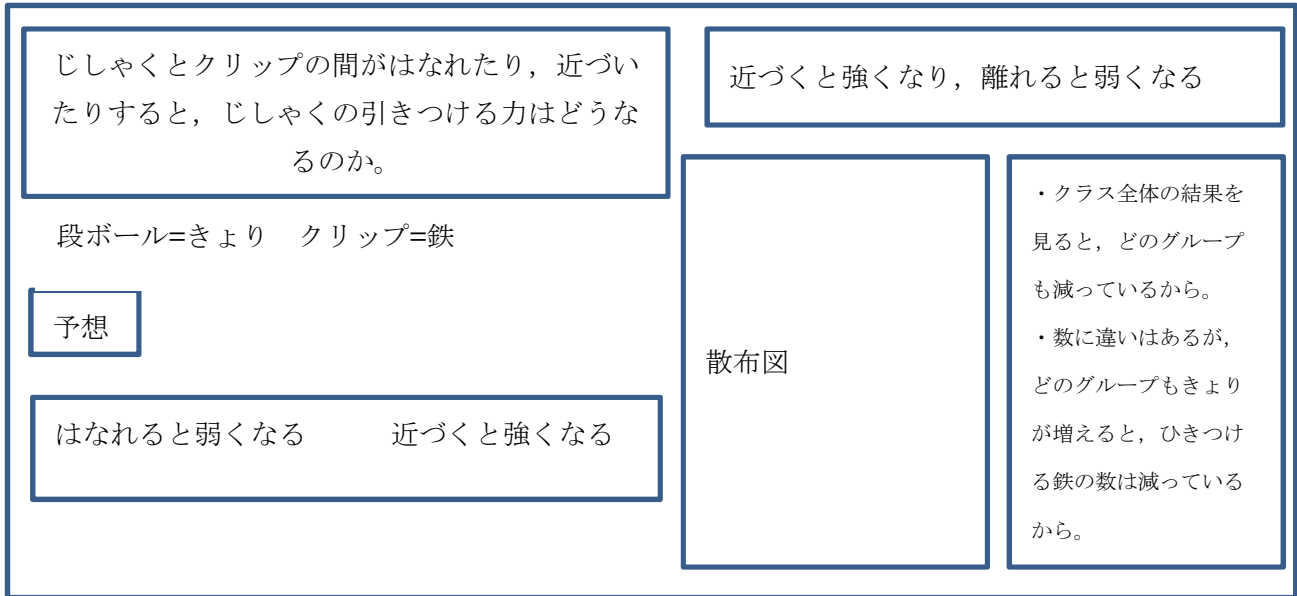 じしゃくとクリップの間がはなれたり，近づい
たりすると，じしゃくの引きつける力はどうな
るのか。
段ボール=きょり　クリップ=鉄
予想
はなれると弱くなる　　　近づくと強くなる
近づくと強くなり，離れると弱くなる
散布図
・クラス全体の結果を
見ると，どのグループ
も減っているから。
・数に違いはあるが，
どのグループもきょり
が増えると，ひきつけ
る鉄の数は減っている
から。